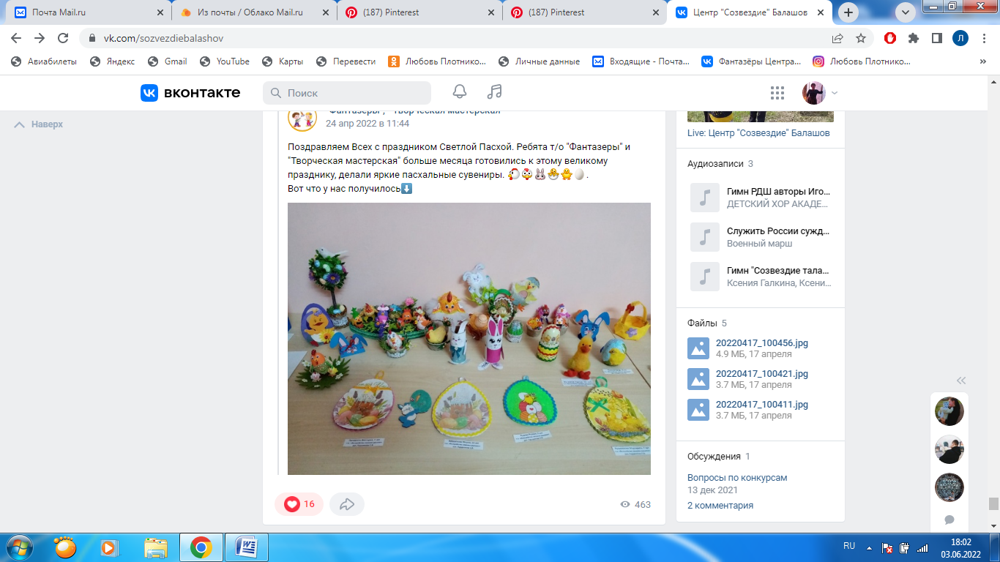 Почта Mail.ru
Из почты / Облако Mail.ru
(187) Pinterest
(187) Pinterest
Центр "Созвездие" Балашов
vk.com/sozvezdiebalashov
Л
Авиабилеты
Яндекс
Gmail
YouTube
Карты
Перевести
Любовь Плотнико...
Личные данные
Входящие - Почта...
Фантазёры Центра...
Любовь Плотнико...
»
вконтакте
Поиск
Наверх
"Фантазеры", "Творческая мастерская"
24 апр 2022 в 11:44
Поздравляем Всех с праздником Светлой Пасхой. Ребята т/о "Фантазеры" и
"Творческая мастерская" больше месяца готовились к этому великому
празднику, делали яркие пасхальные сувениры. 🐔🐣🐰🐣🐥🥚 .
Вот что у нас получилось⬇️
16
463
Live: Центр "Созвездие" Балашов
Аудиозаписи 3
Гимн РДШ авторы Иго...
ДЕТСКИЙ ХОР АКАДЕ...
Служить России сужд...
Военный марш
Гимн "Созвездие тала...
Ксения Галкина, Ксени...
Файлы 5
20220417_100456.jpg
4.9 МБ, 17 апреля
20220417_100421.jpg
3.7 МБ, 17 апреля
20220417_100411.jpg
3.7 МБ, 17 апреля
Обсуждения 1
Вопросы по конкурсам
13 дек 2021
2 комментария
RU
18:02
03.06.2022